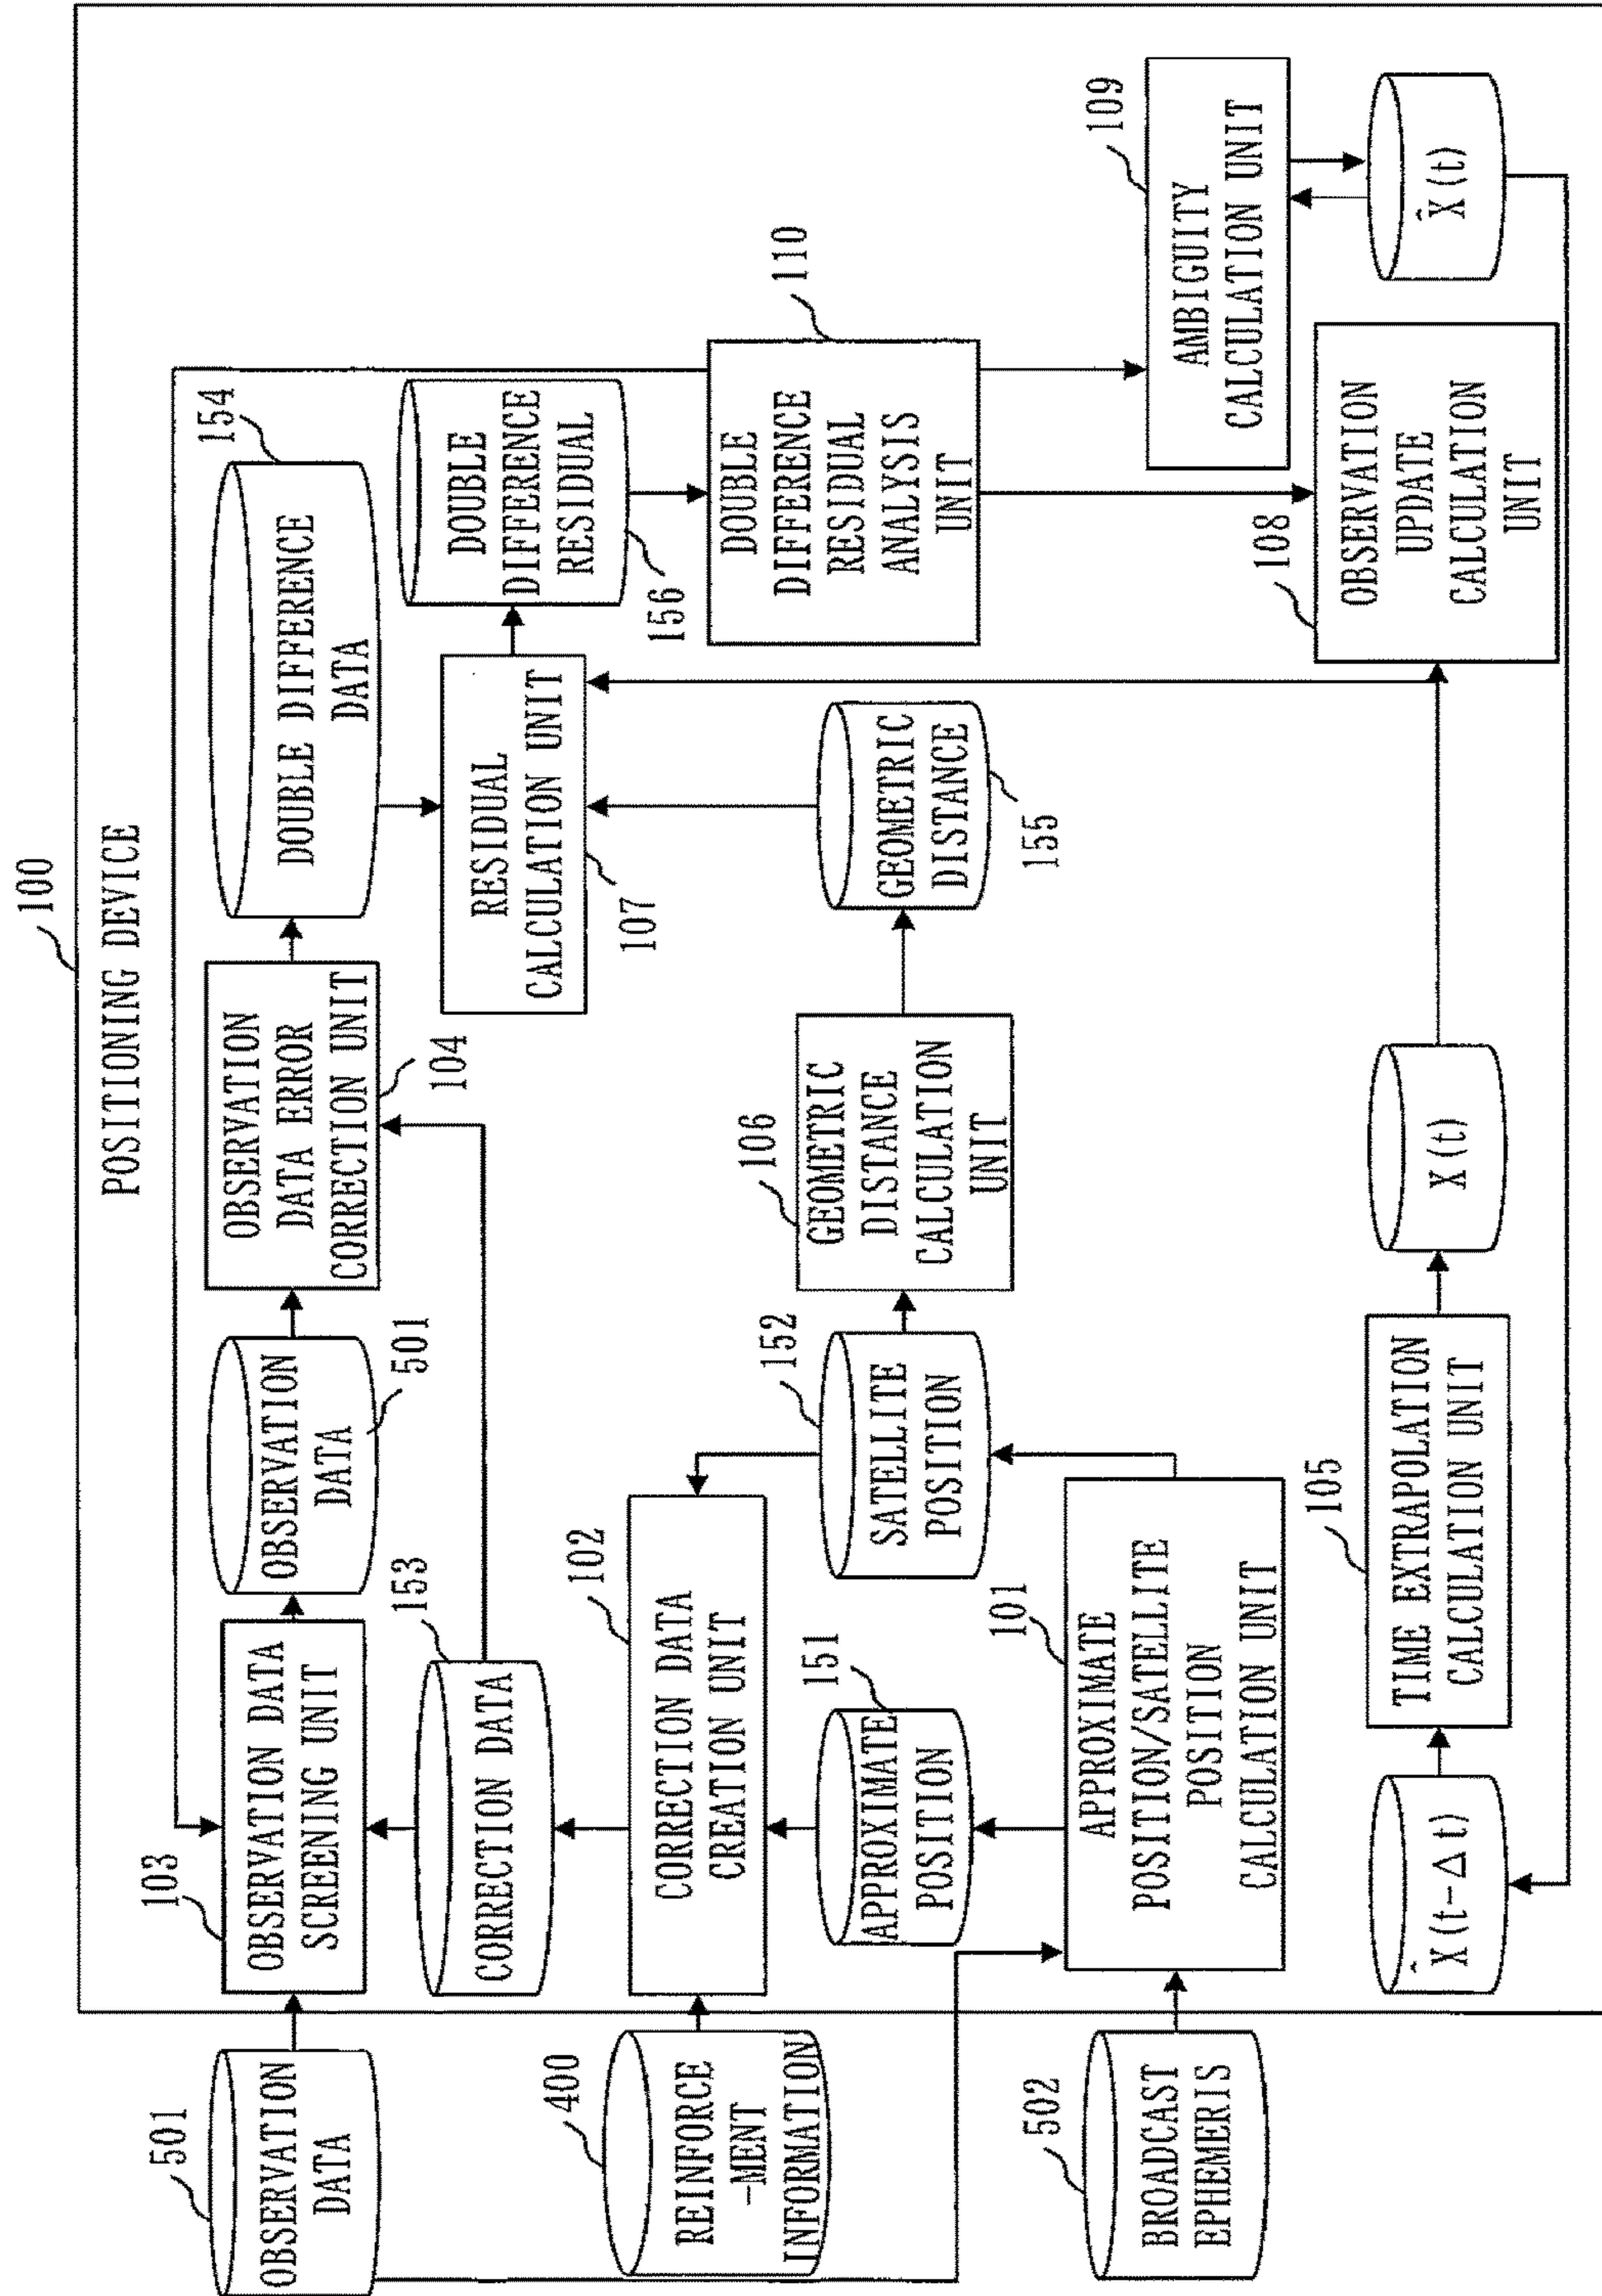 100
POSITIONING DEVICE
501
OBSERVATION
DATA
103
OBSERVATION DATA
SCREENING UNIT
OBSERVATION
DATA
501
OBSERVATION
DATA ERROR
CORRECTION UNIT
104
154
DOUBLE DIFFERENCE
DATA
153
CORRECTION DATA
RESIDUAL
CALCULATION UNIT
107
DOUBLE
DIFFERENCE
RESIDUAL
156
400
REINFORCE
-MENT
INFORMATION
102
CORRECTION DATA
CREATION UNIT
DOUBLE
DIFFERENCE
RESIDUAL
ANALYSIS
UNIT
110
151
APPROXIMATE
POSITION
152
SATELLITE
POSITION
106
GEOMETRIC
DISTANCE
CALCULATION
UNIT
GEOMETRIC
DISTANCE
155
502
BROADCAST
EPHEMERIS
101
APPROXIMATE
POSITION/SATELLITE
POSITION
CALCULATION UNIT
109
AMBIGUITY
CALCULATION UNIT
X̂(t-Δt)
105
TIME EXTRAPOLATION
CALCULATION UNIT
X(t)
108
OBSERVATION
UPDATE
CALCULATION
UNIT
X̂(t)